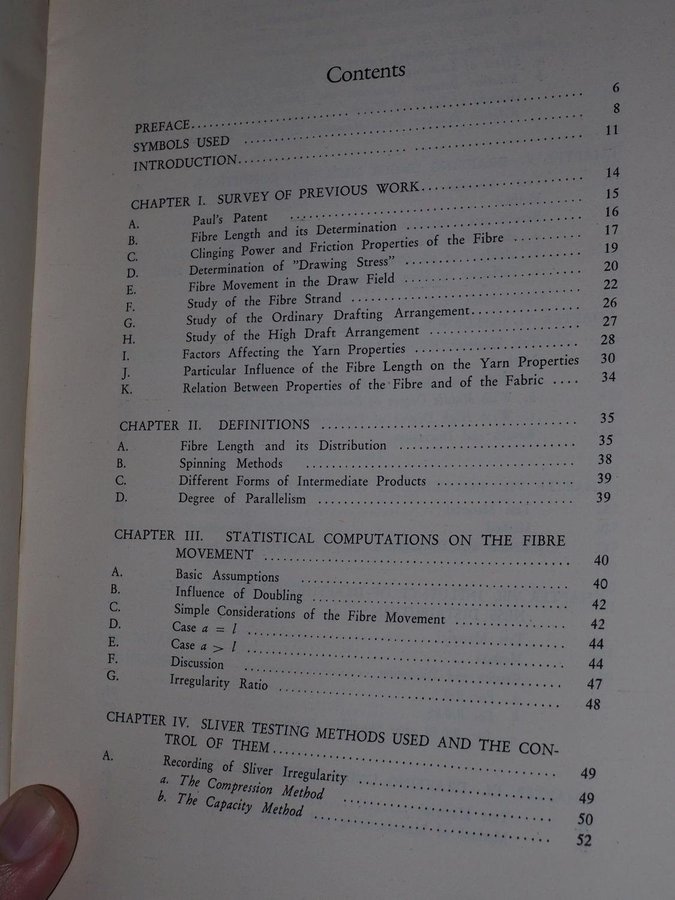 Contents
PREFACE 6
SYMBOLS USED 8
INTRODUCTION 11
CHAPTER I. SURVEY OF PREVIOUS WORK 14
A. Paul's Patent 15
B. Fibre Length and its Determination 16
C. Clinging Power and Friction Properties of the Fibre 17
D. Determination of "Drawing Stress" 19
E. Fibre Movement in the Draw Field 20
F. Study of the Fibre Strand 22
G. Study of the Ordinary Drafting Arrangement 26
H. Study of the High Draft Arrangement 27
I. Factors Affecting the Yarn Properties 28
J. Particular Influence of the Fibre Length on the Yarn Properties 30
K. Relation Between Properties of the Fibre and of the Fabric 34
CHAPTER II. DEFINITIONS 35
A. Fibre Length and its Distribution 35
B. Spinning Methods 38
C. Different Forms of Intermediate Products 39
D. Degree of Parallelism 39
CHAPTER III. STATISTICAL COMPUTATIONS ON THE FIBRE
MOVEMENT 40
A. Basic Assumptions 40
B. Influence of Doubling 42
C. Simple Considerations of the Fibre Movement 42
D. Case a = l 44
E. Case a > l 44
F. Discussion 47
G. Irregularity Ratio 48
CHAPTER IV. SLIVER TESTING METHODS USED AND THE CON-
TROL OF THEM 49
A. Recording of Sliver Irregularity 49
a. The Compression Method 50
b. The Capacity Method 52